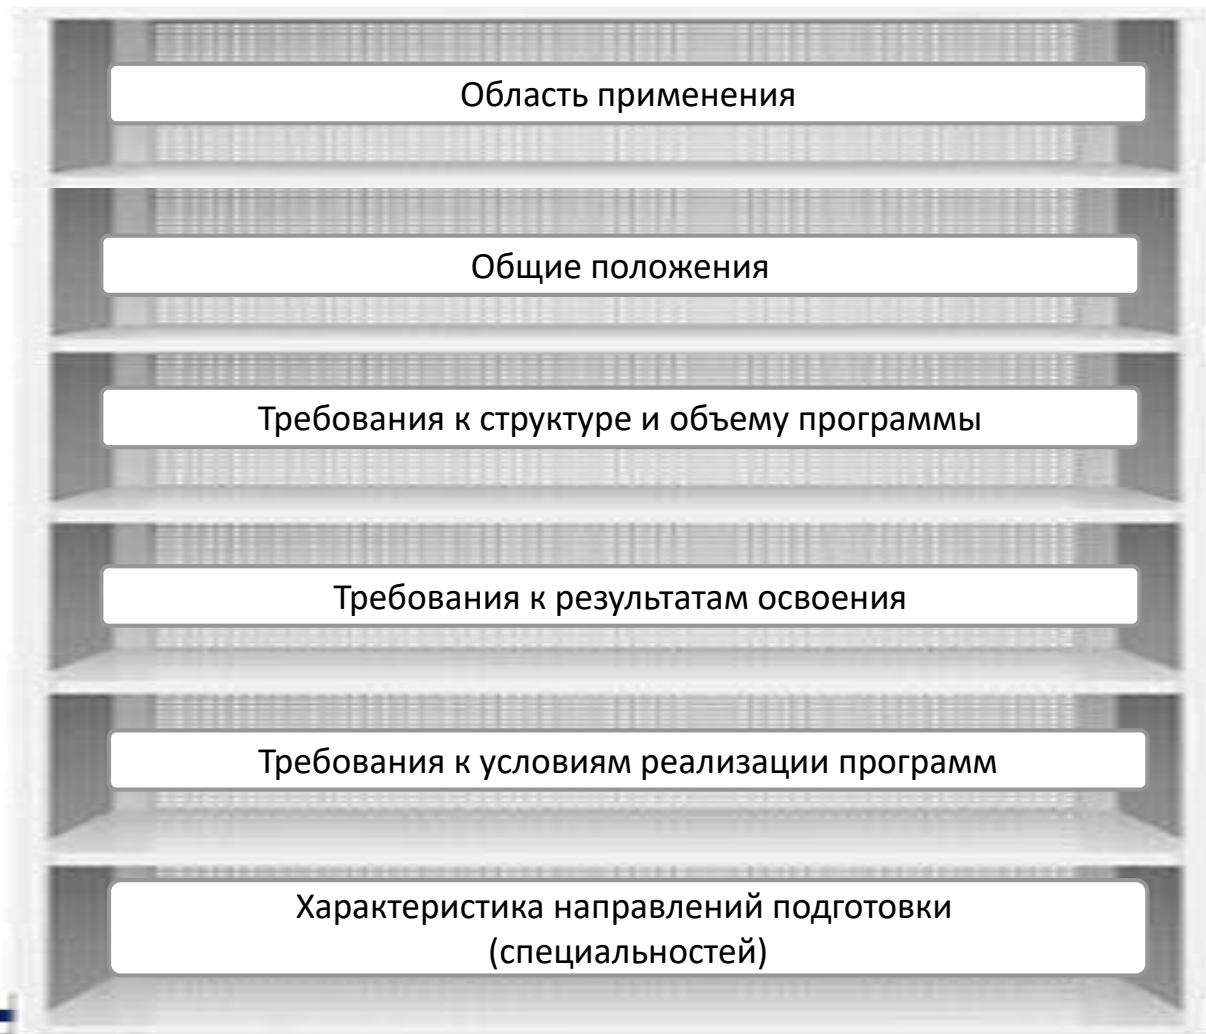 Область применения
Общие положения
Требования к структуре и объему программы
Требования к результатам освоения
Требования к условиям реализации программ
Характеристика направлений подготовки
(специальностей)